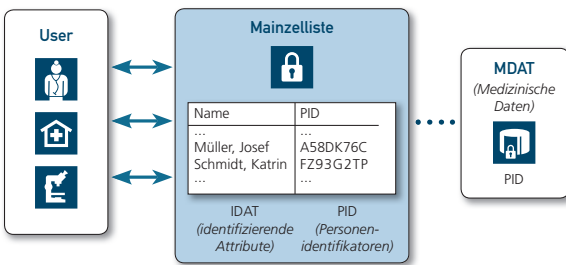 User
Mainzelliste
Name PID
... ...
Müller, Josef A58DK76C
Schmidt, Katrin FZ93G2TP
... ...
IDAT
(identifizierende
Attribute)
PID
(Personen-
identifikatoren)
MDAT
(Medizinische
Daten)
PID